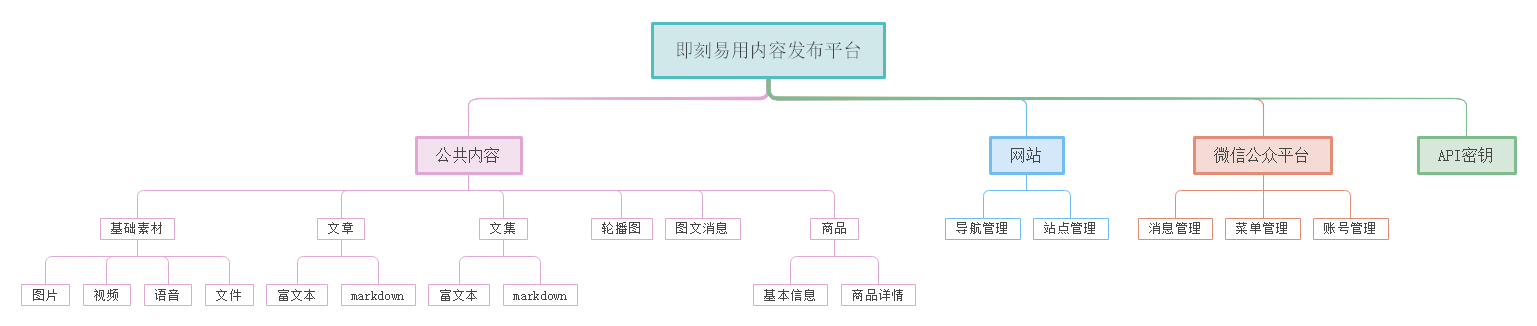 即刻易用内容发布平台
公共内容
网站
微信公众平台
API密钥
基础素材
文章
文集
轮播图
图文消息
商品
导航管理
站点管理
消息管理
菜单管理
账号管理
图片
视频
语音
文件
富文本
markdown
富文本
markdown
基本信息
商品详情